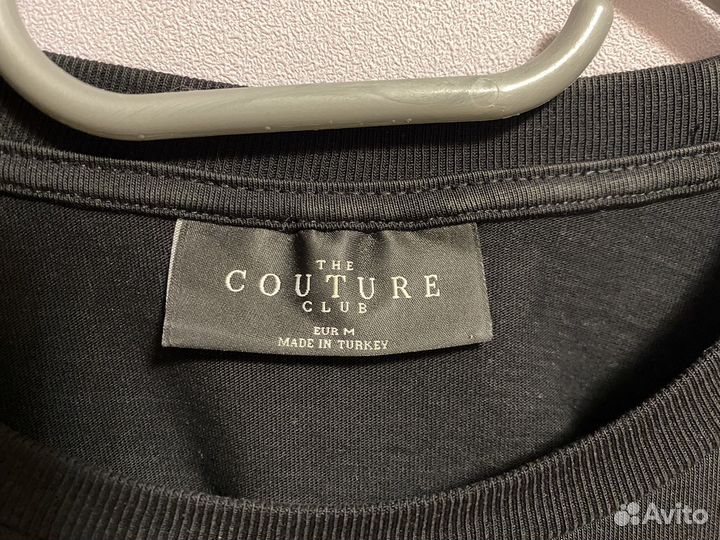 THE
COUTURE
CLUB
EUR M
MADE IN TURKEY
Avito